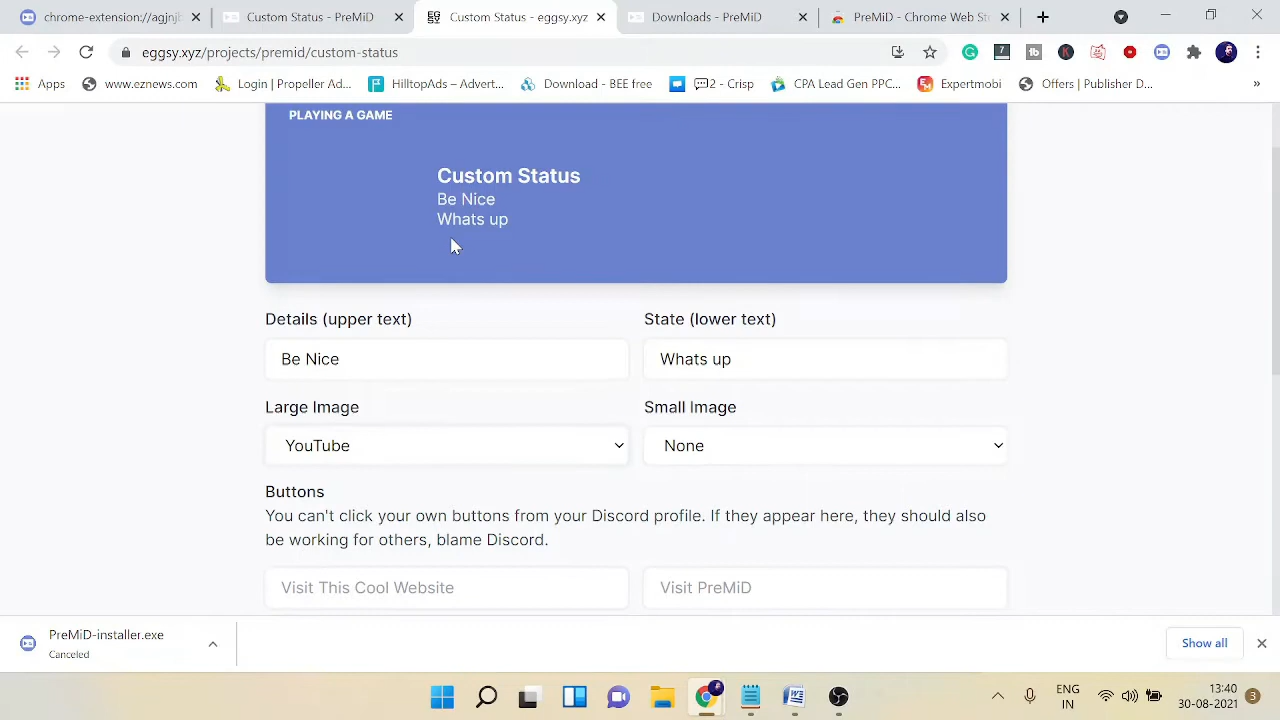 chrome-extension://agjnjb
Custom Status - PreMiD
Custom Status - eggsy.xyz
Downloads - PreMiD
PreMiD - Chrome Web St
eggsy.xyz/projects/premid/custom-status
7
Apps
www.eznews.com
Login | Propeller Ad...
HilltopAds – Advert...
Download - BEE free
2 - Crisp
CPA Lead Gen PPC...
Expertmobi
Offers | Publisher D...
»
PLAYING A GAME
Custom Status
Be Nice
Whats up
Details (upper text)
State (lower text)
Be Nice
Whats up
Large Image
Small Image
YouTube
None
Buttons
You can't click your own buttons from your Discord profile. If they appear here, they should also
be working for others, blame Discord.
Visit This Cool Website
Visit PreMiD
PreMiD-installer.exe
Canceled
Show all
ENG
IN
13:40
30-08-2021
3